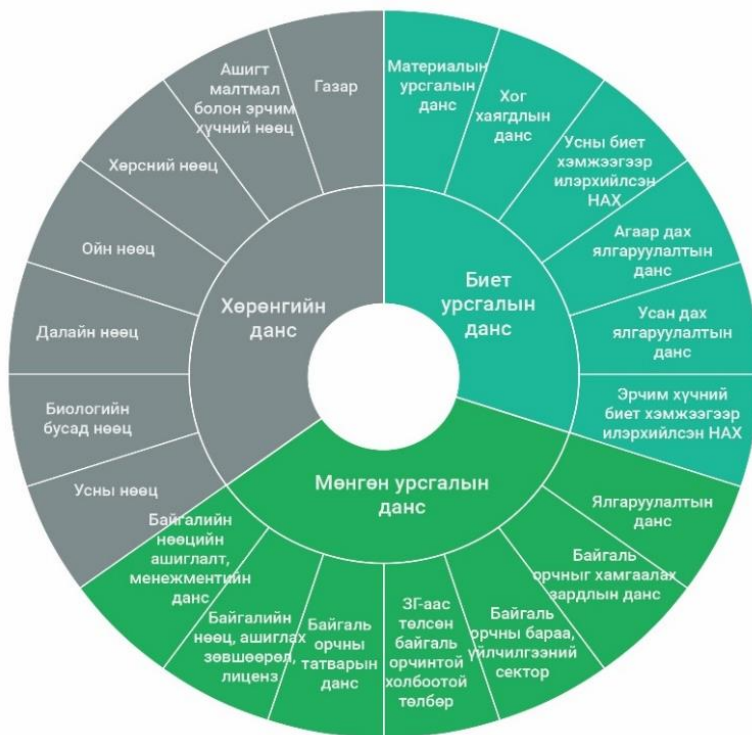 Газар
Ашигт
малтмал
болон эрчим
хүчний нөөц
Хөрсний нөөц
Ойн нөөц
Далайн нөөц
Биологийн
бусад нөөц
Усны нөөц
Хөрөнгийн
данс
Материалын
урсгалын
данс
Хог
хаягдлын
данс
Усны биет
хэмжээгээр
илэрхийлсэн
НАХ
Агаар дах
ялгаруулалтын
данс
Усан дах
ялгаруулалтын
данс
Эрчим хүчний
биет хэмжээгээр
илэрхийлсэн НАХ
Биет
урсгалын
данс
Мөнгөн урсгалын
данс
Ялгаруулалтын
данс
Байгаль
орчныг хамгаалах
зардлын данс
Байгаль
орчны бараа,
үйлчилгээний
сектор
ЗГ-аас
төлсөн
байгаль
орчинтой
холбоотой
төлбөр
Байгаль
орчны
татварын
данс
Байгалийн
нөөц, ашиглах
зөвшөөрөл,
лиценз
Байгалийн
нөөцийн
ашиглалт,
менежментийн
данс